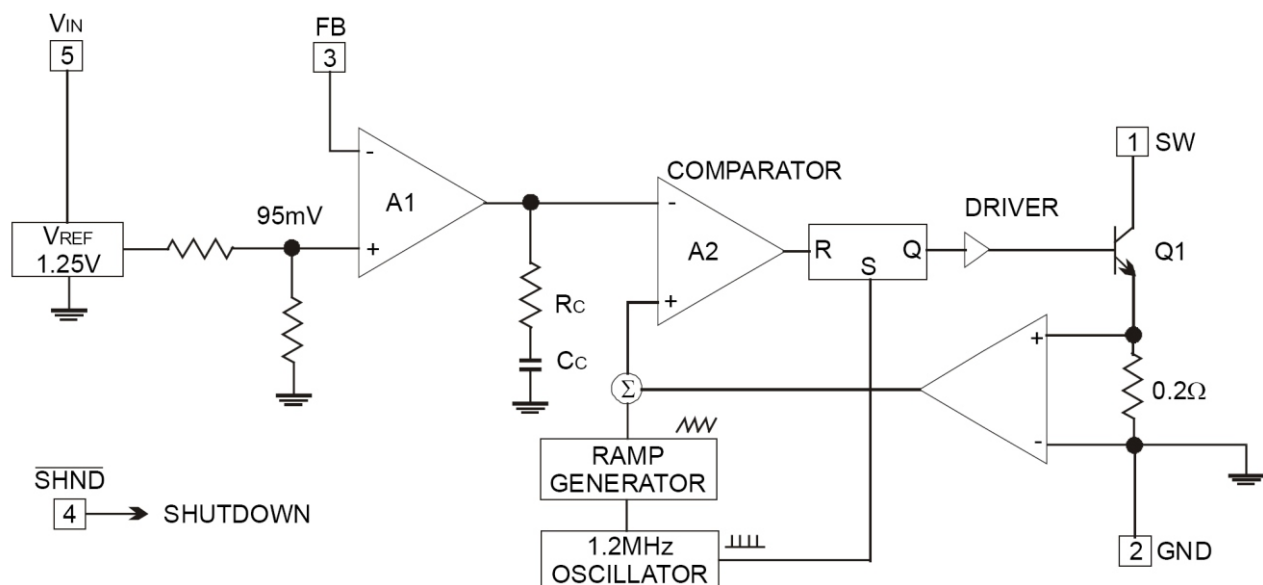 VIN
5
FB
3
1
SW
COMPARATOR
-
A1
+
95mV
VREF
1.25V
-
A2
+
DRIVER
R
S
Q
Q1
RC
CC
Σ
+
-
0.2Ω
RAMP
GENERATOR
1.2MHz
OSCILLATOR
SHND
4
SHUTDOWN
2
GND